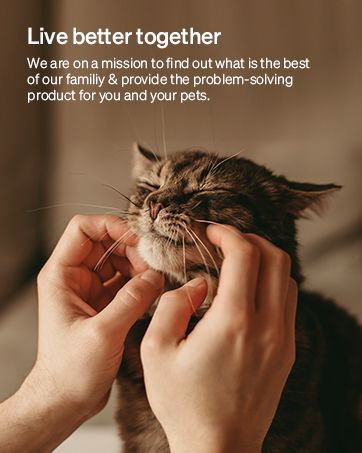 Live better together
We are on a mission to find out what is the best
of our familiy & provide the problem-solving
product for you and your pets.